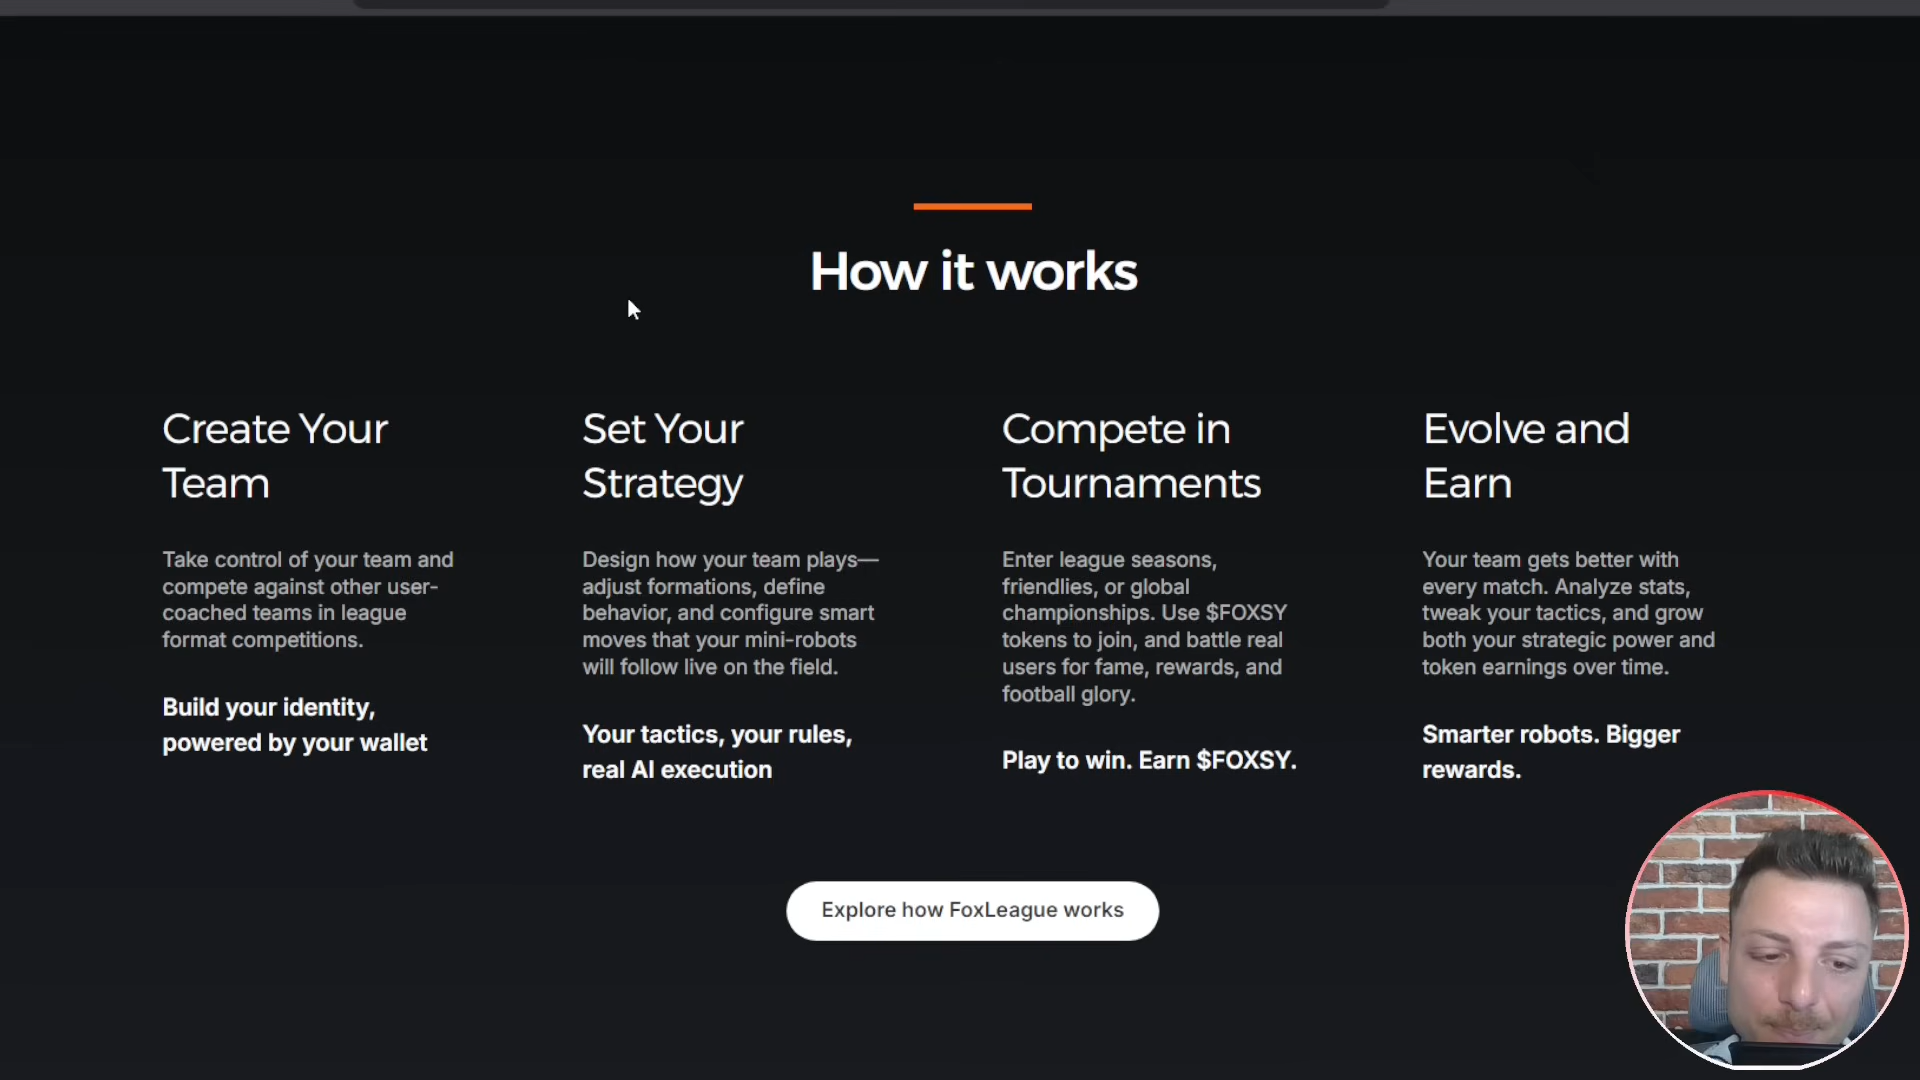 How it works
Create Your
Team
Take control of your team and
compete against other user-
coached teams in league
format competitions.
Build your identity,
powered by your wallet
Set Your
Strategy
Design how your team plays—
adjust formations, define
behavior, and configure smart
moves that your mini-robots
will follow live on the field.
Your tactics, your rules,
real AI execution
Compete in
Tournaments
Enter league seasons,
friendlies, or global
championships. Use $FOXSY
tokens to join, and battle real
users for fame, rewards, and
football glory.
Play to win. Earn $FOXSY.
Evolve and
Earn
Your team gets better with
every match. Analyze stats,
tweak your tactics, and grow
both your strategic power and
token earnings over time.
Smarter robots. Bigger
rewards.
Explore how FoxLeague works